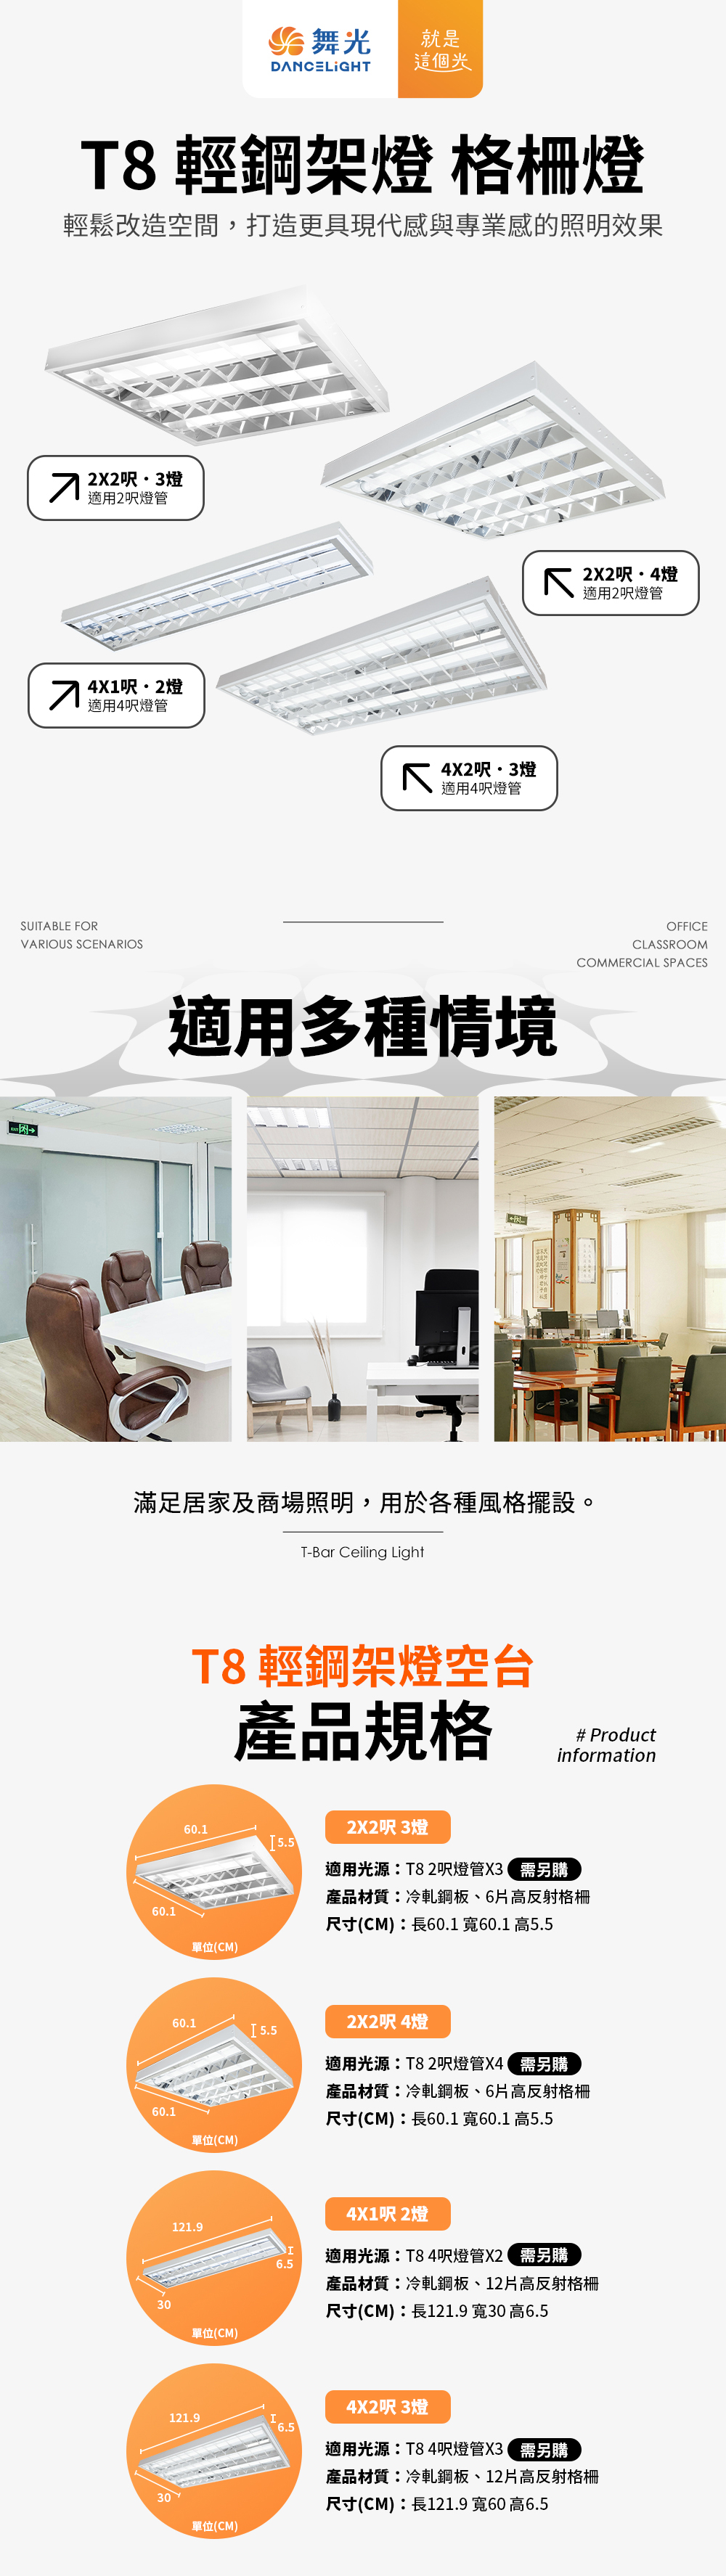 舞光
DANCELIGHT
就是
這個光
T8 輕鋼架燈 格柵燈
輕鬆改造空間，打造更具現代感與專業感的照明效果
2X2呎・3燈
適用2呎燈管
2X2呎・4燈
適用2呎燈管
4X1呎・2燈
適用4呎燈管
4X2呎・3燈
適用4呎燈管
SUITABLE FOR
VARIOUS SCENARIOS
OFFICE
CLASSROOM
COMMERCIAL SPACES
適用多種情境
滿足居家及商場照明，用於各種風格擺設。
T-Bar Ceiling Light
T8 輕鋼架燈空台
產品規格
# Product
information
60.1
5.5
60.1
單位(CM)
2X2呎 3燈
適用光源：T8 2呎燈管X3 需另購
產品材質：冷軋鋼板、6片高反射格柵
尺寸(CM)：長60.1 寬60.1 高5.5
60.1
5.5
60.1
單位(CM)
2X2呎 4燈
適用光源：T8 2呎燈管X4 需另購
產品材質：冷軋鋼板、6片高反射格柵
尺寸(CM)：長60.1 寬60.1 高5.5
121.9
6.5
30
單位(CM)
4X1呎 2燈
適用光源：T8 4呎燈管X2 需另購
產品材質：冷軋鋼板、12片高反射格柵
尺寸(CM)：長121.9 寬30 高6.5
121.9
6.5
30
單位(CM)
4X2呎 3燈
適用光源：T8 4呎燈管X3 需另購
產品材質：冷軋鋼板、12片高反射格柵
尺寸(CM)：長121.9 寬60 高6.5